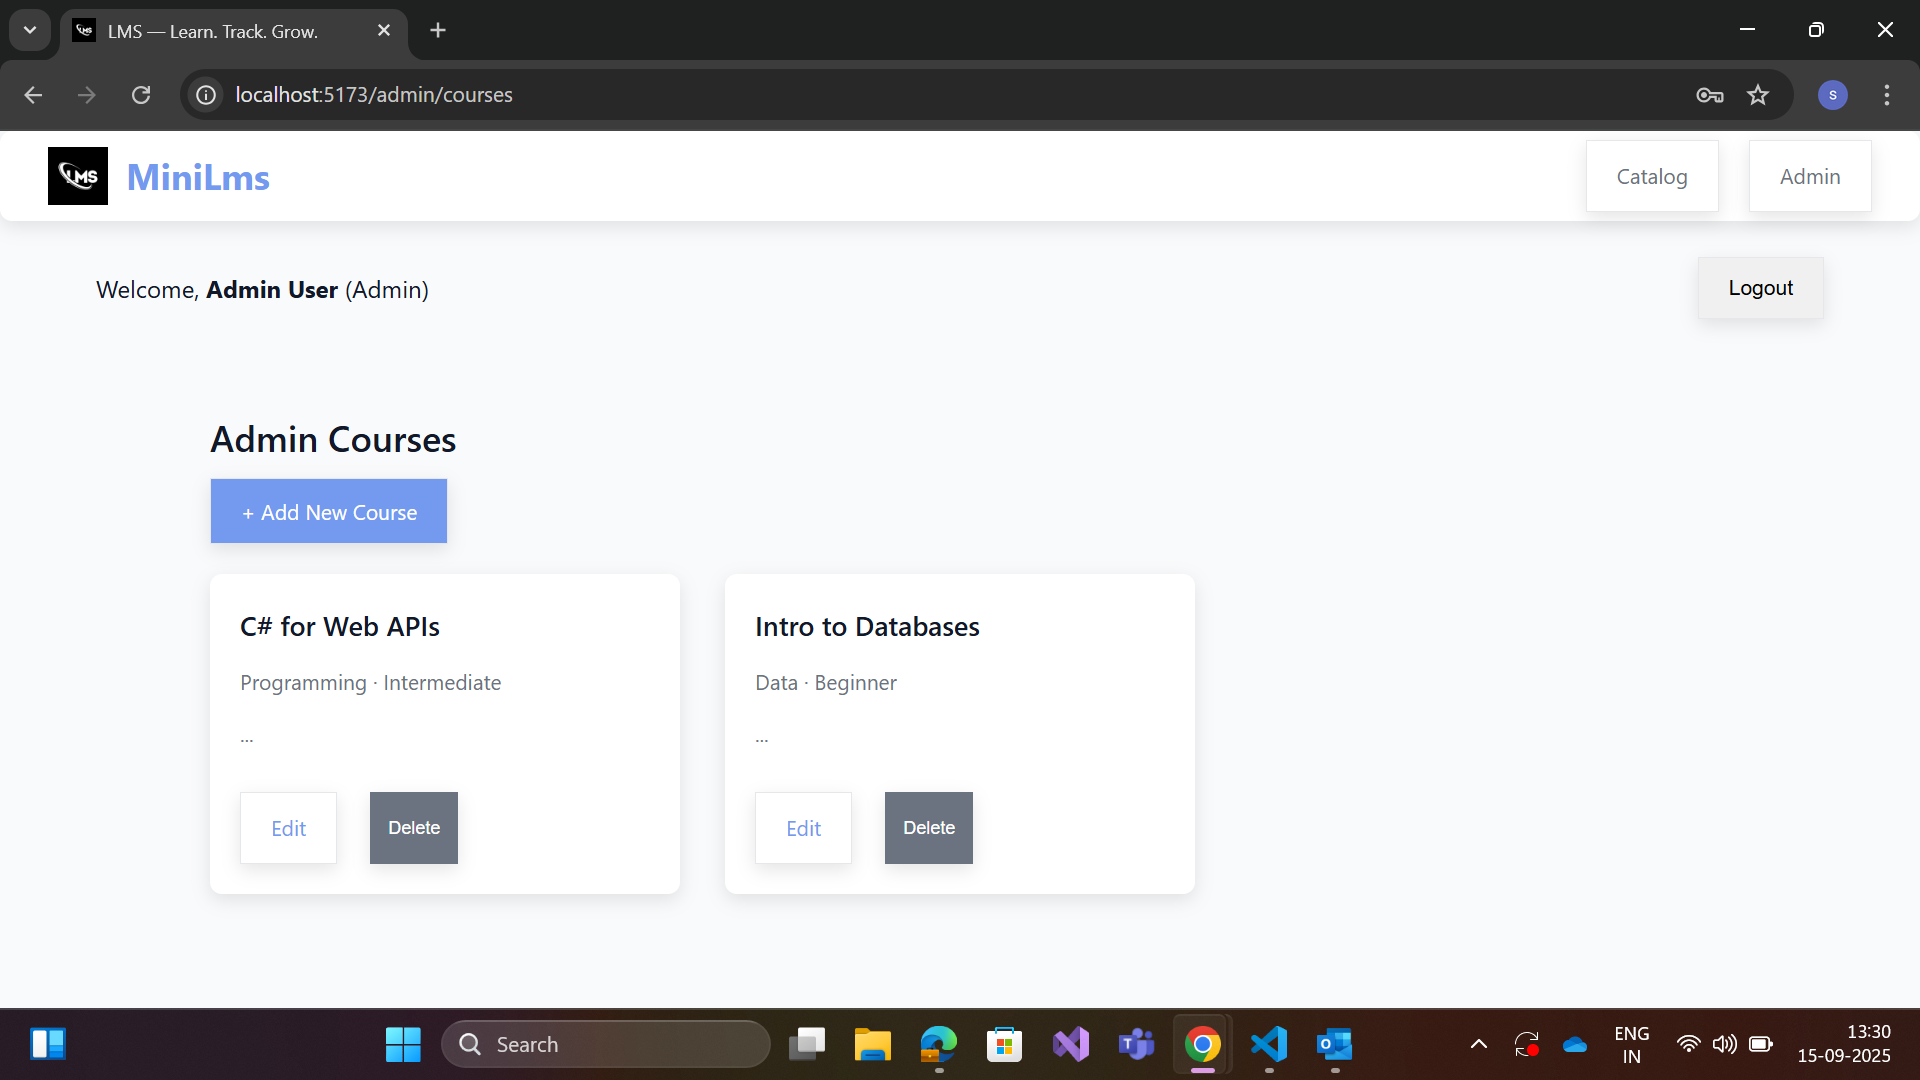 LMS — Learn. Track. Grow.
localhost:5173/admin/courses
S
LMS
MiniLms
Catalog
Admin
Welcome, Admin User (Admin)
Logout
Admin Courses
+ Add New Course
C# for Web APIs
Programming · Intermediate
...
Edit
Delete
Intro to Databases
Data · Beginner
...
Edit
Delete
Search
ENG
IN
13:30
15-09-2025